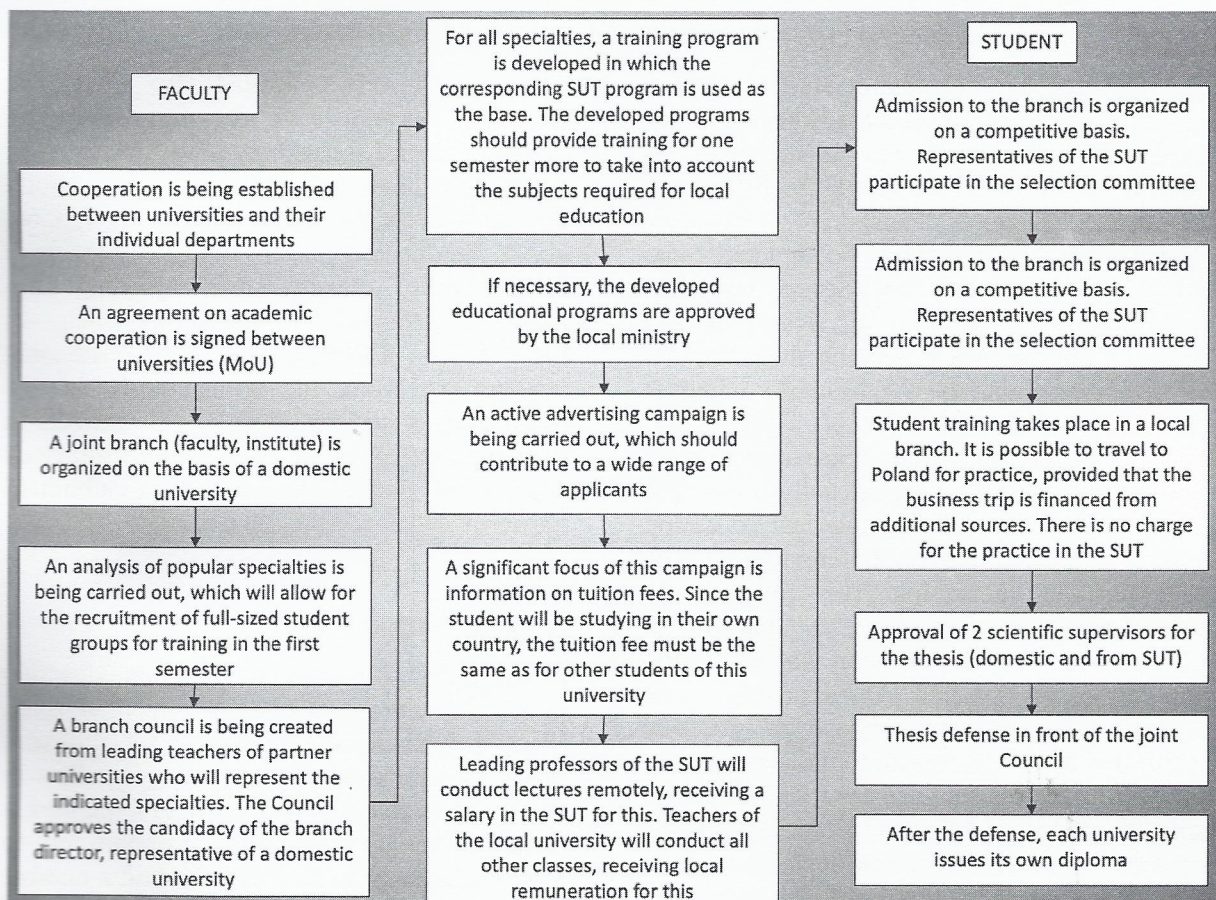 FACULTY
Cooperation is being established
between universities and their
individual departments
An agreement on academic
cooperation is signed between
universities (MoU)
A joint branch (faculty, institute) is
organized on the basis of a domestic
university
An analysis of popular specialties is
being carried out, which will allow for
the recruitment of full-sized student
groups for training in the first
semester
A branch council is being created
from leading teachers of partner
universities who will represent the
indicated specialties. The Council
approves the candidacy of the branch
director, representative of a domestic
university
For all specialties, a training program
is developed in which the
corresponding SUT program is used as
the base. The developed programs
should provide training for one
semester more to take into account
the subjects required for local
education
If necessary, the developed
educational programs are approved
by the local ministry
An active advertising campaign is
being carried out, which should
contribute to a wide range of
applicants
A significant focus of this campaign is
information on tuition fees. Since the
student will be studying in their own
country, the tuition fee must be the
same as for other students of this
university
Leading professors of the SUT will
conduct lectures remotely, receiving a
salary in the SUT for this. Teachers of
the local university will conduct all
other classes, receiving local
remuneration for this
STUDENT
Admission to the branch is organized
on a competitive basis.
Representatives of the SUT
participate in the selection committee
Admission to the branch is organized
on a competitive basis.
Representatives of the SUT
participate in the selection committee
Student training takes place in a local
branch. It is possible to travel to
Poland for practice, provided that the
business trip is financed from
additional sources. There is no charge
for the practice in the SUT
Approval of 2 scientific supervisors for
the thesis (domestic and from SUT)
Thesis defense in front of the joint
Council
After the defense, each university
issues its own diploma